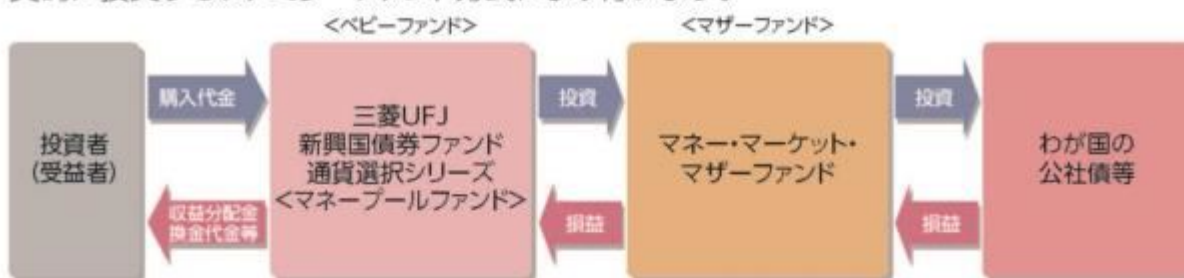 <ベビーファンド>
<マザーファンド>
投資者
(受益者)
購入代金
収益分配金
換金代金等
三菱UFJ
新興国債券ファンド
通貨選択シリーズ
<マネープールファンド>
投資
損益
マネー・マーケット・
マザーファンド
投資
損益
わが国の
公社債等